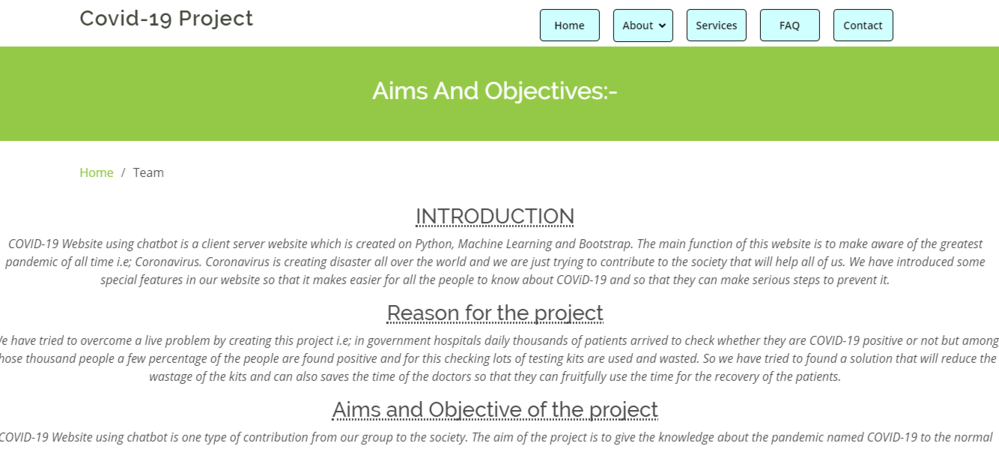 Covid-19 Project
Home About Services FAQ Contact
Aims And Objectives:-
Home / Team
INTRODUCTION
COVID-19 Website using chatbot is a client server website which is created on Python, Machine Learning and Bootstrap. The main function of this website is to make aware of the greatest
pandemic of all time i.e; Coronavirus. Coronavirus is creating disaster all over the world and we are just trying to contribute to the society that will help all of us. We have introduced some
special features in our website so that it makes easier for all the people to know about COViD-19 and so that they can make serious steps to prevent it.
Reason for the project
e have tried to overcome a live problem by creating this project i.e; in government hospitals daily thousands of patients arrived to check whether they are COVID-19 positive or not but among
hose thousand people a few percentage of the people are found positive and for this checking lots of testing kits are used and wasted. So we have tried to found a solution that will reduce the
wastage of the kits and can also saves the time of the doctors so that they can fruitfully use the time for the recovery of the patients.
Aims and Objective of the project
COVID-19 Website using chatbot is one type of contribution from our group to the society. The aim of the project is to give the knowledge about the pandemic named COVID-19 to the normal